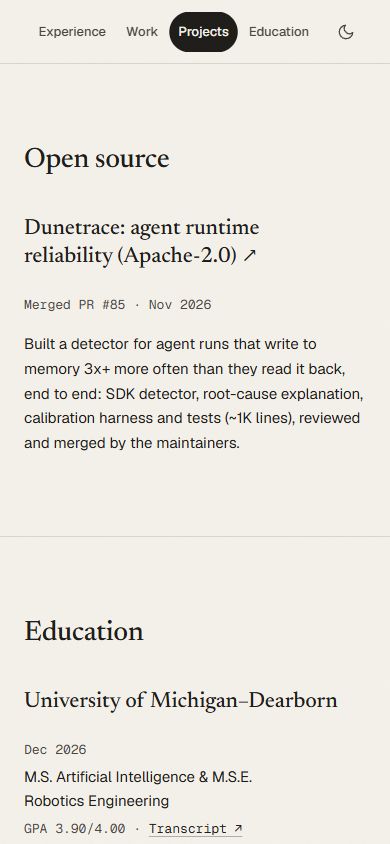 Experience Work Projects Education
Open source
Dunetrace: agent runtime
reliability (Apache-2.0) ↗
Merged PR #85 · Nov 2026
Built a detector for agent runs that write to
memory 3x+ more often than they read it back,
end to end: SDK detector, root-cause explanation,
calibration harness and tests (~1K lines), reviewed
and merged by the maintainers.
Education
University of Michigan–Dearborn
Dec 2026
M.S. Artificial Intelligence & M.S.E.
Robotics Engineering
GPA 3.90/4.00 · Transcript ↗